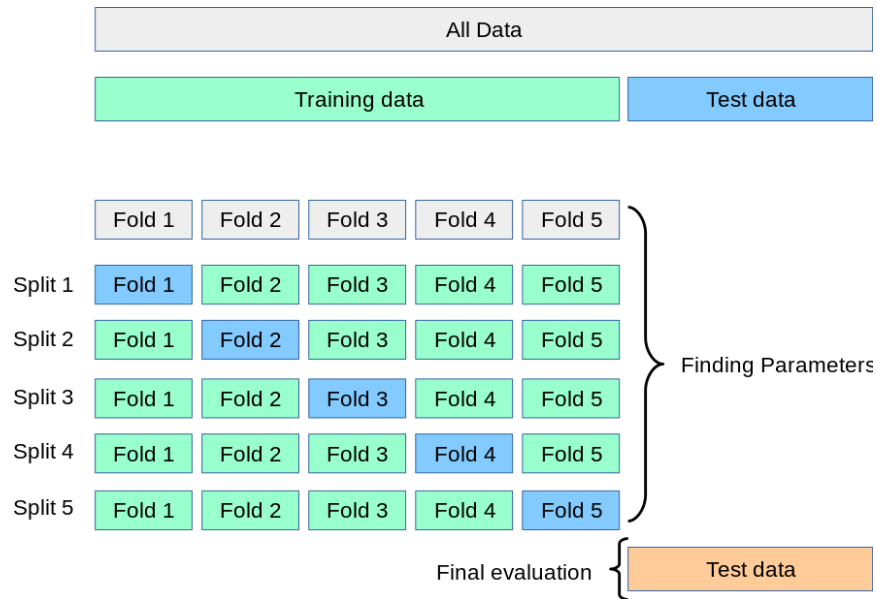 All Data
Training data Test data
Fold 1 Fold 2 Fold 3 Fold 4 Fold 5
Split 1 Fold 1 Fold 2 Fold 3 Fold 4 Fold 5
Split 2 Fold 1 Fold 2 Fold 3 Fold 4 Fold 5
Finding Parameters
Split 3 Fold 1 Fold 2 Fold 3 Fold 4 Fold 5
Split 4 Fold 1 Fold 2 Fold 3 Fold 4 Fold 5
Split 5 Fold 1 Fold 2 Fold 3 Fold 4 Fold 5
Final evaluation Test data